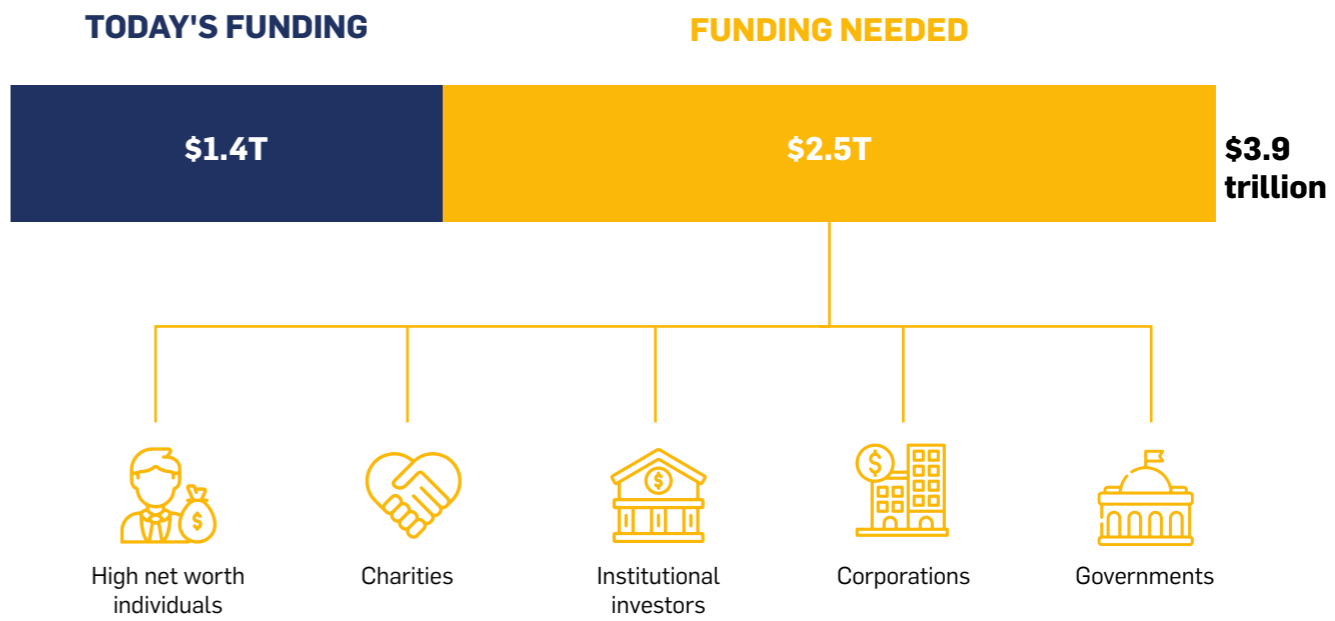 TODAY'S FUNDING
FUNDING NEEDED
$1.4T
$2.5T
$3.9
trillion
$
$
$
High net worth
individuals
Charities
Institutional
investors
Corporations
Governments